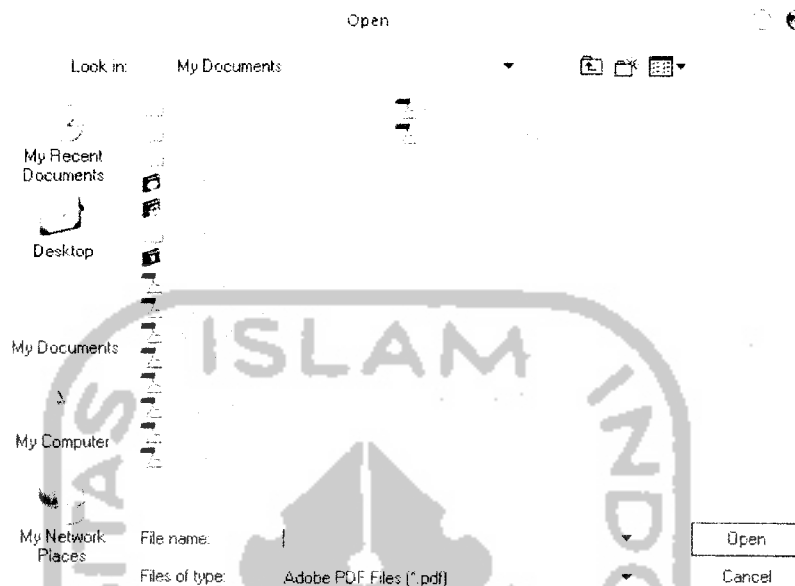 Open
Look in: My Documents
My Recent
Documents
Desktop
My Documents
My Computer
My Network
Places
File name:
Open
Files of type: Adobe PDF Files (*.pdf)
Cancel
ISLAM